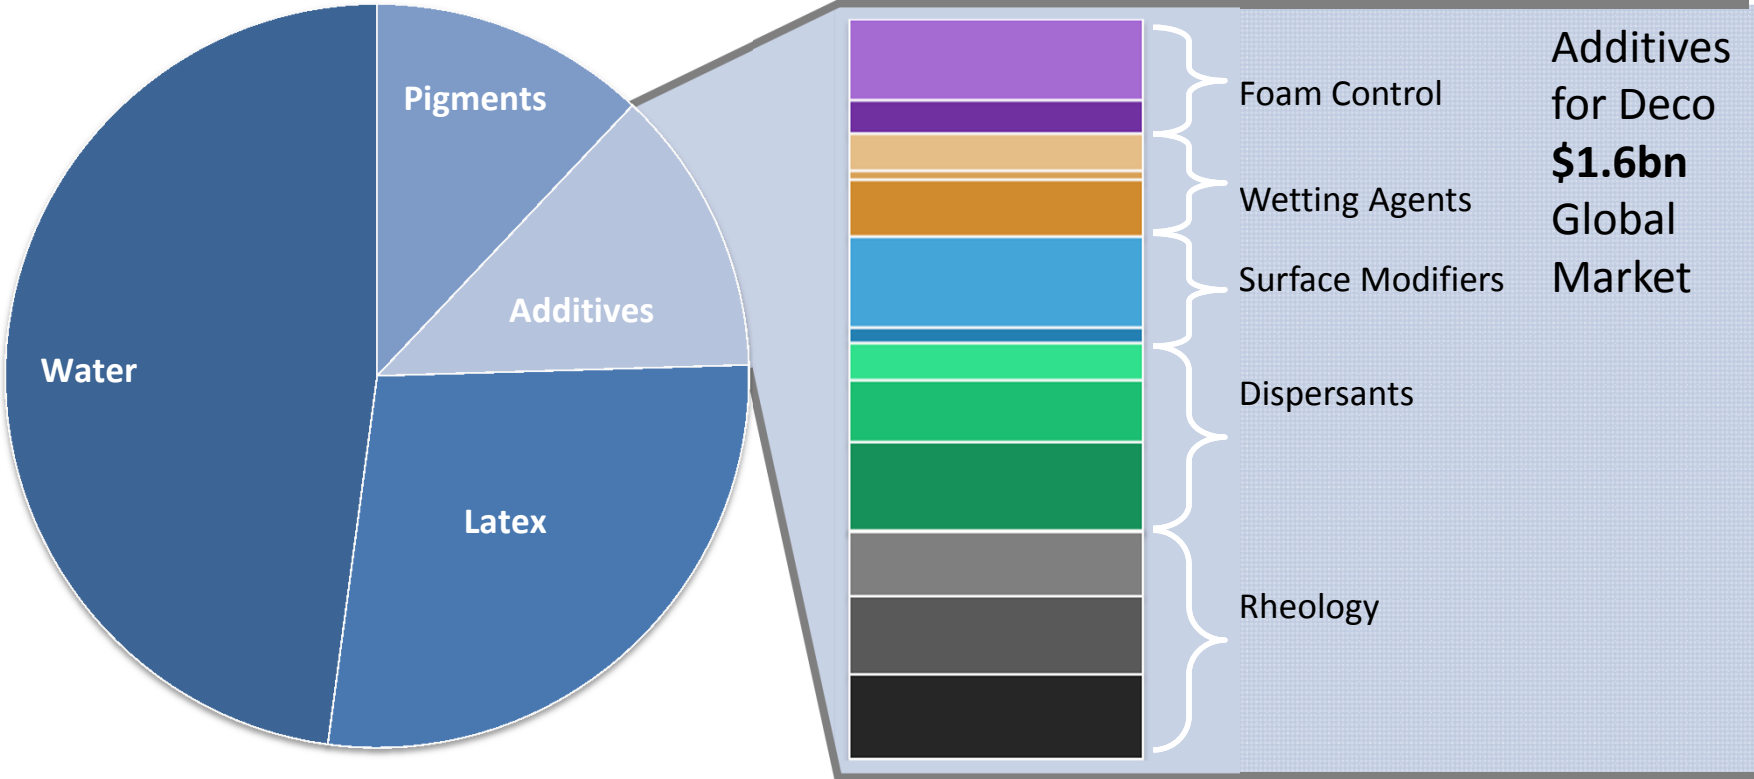 Pigments
Additives
Water
Latex
Foam Control
Wetting Agents
Surface Modifiers
Dispersants
Rheology
Additives
for Deco
$1.6bn
Global
Market